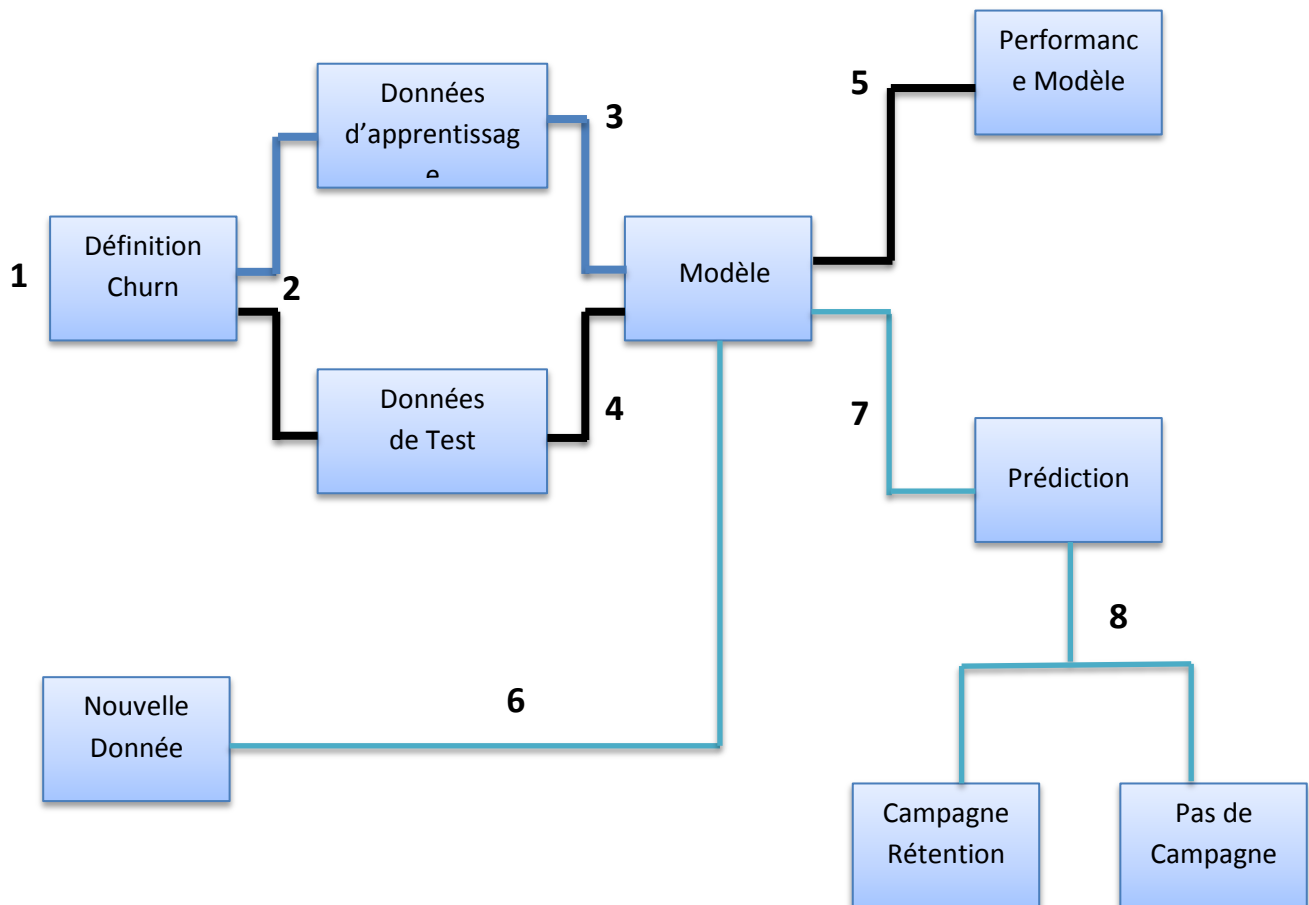 Performanc
e Modèle
5
Données
d'apprentissag
e
3
Définition
Churn
1
2
Modèle
Données
de Test
4
7
Prédiction
8
Nouvelle
Donnée
6
Campagne
Rétention
Pas de
Campagne